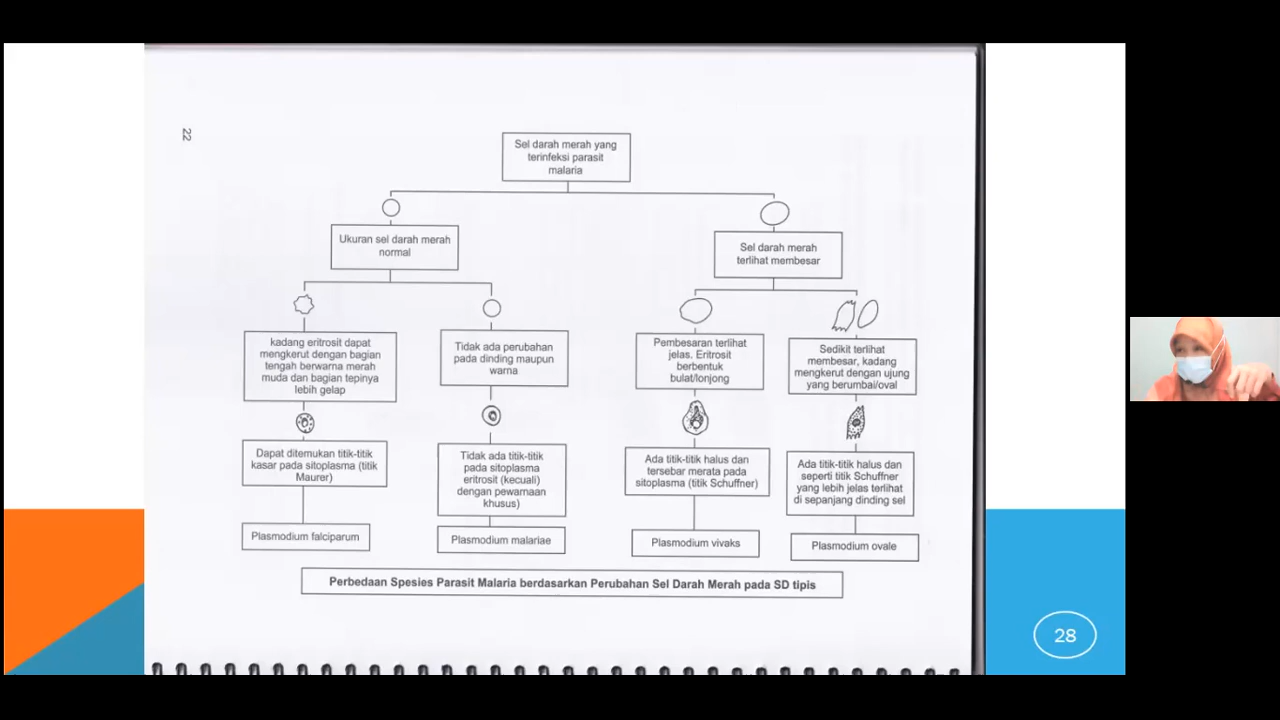 22
Sel darah merah yang
terinfeksi parasit
malaria
Ukuran sel darah merah
normal
Sel darah merah
terlihat membesar
kadang eritrosit dapat
mengkerut dengan bagian
tengah berwarna merah
muda dan bagian tepinya
lebih gelap
Tidak ada perubahan
pada dinding maupun
warna
Pembesaran terlihat
jelas. Eritrosit
berbentuk
bulat/lonjong
Sedikit terlihat
membesar, kadang
mengkerut dengan ujung
yang berumbai/oval
Dapat ditemukan titik-titik
kasar pada sitoplasma (titik
Maurer)
Tidak ada titik-titik
pada sitoplasma
eritrosit (kecuali)
dengan pewarnaan
khusus)
Ada titik-titik halus dan
tersebar merata pada
sitoplasma (titik Schuffner)
Ada titik-titik halus dan
seperti titik Schuffner
yang lebih jelas terlihat
di sepanjang dinding sel
Plasmodium falciparum
Plasmodium malariae
Plasmodium vivaks
Plasmodium ovale
Perbedaan Spesies Parasit Malaria berdasarkan Perubahan Sel Darah Merah pada SD tipis
28